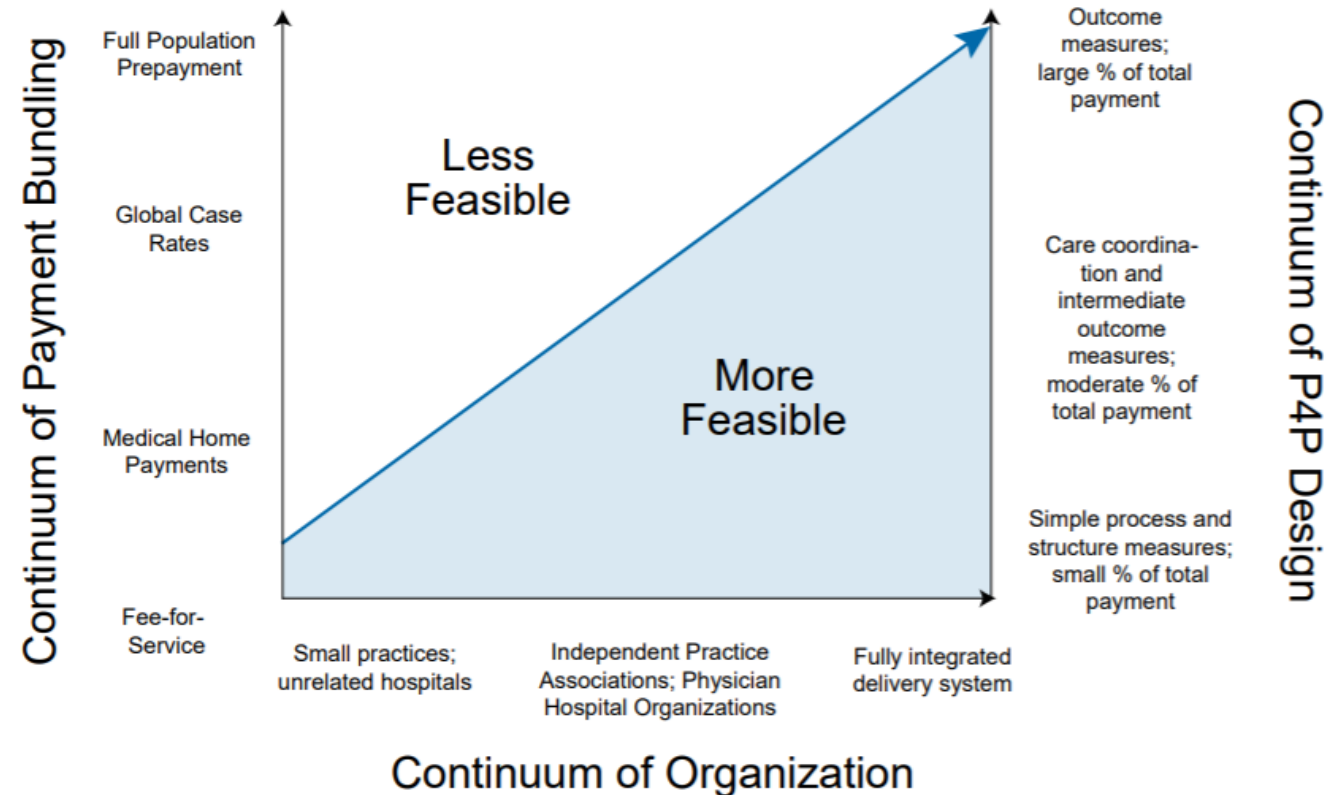 Continuum of Payment Bundling
Full Population
Prepayment
Global Case
Rates
Medical Home
Payments
Fee-for-
Service
Less
Feasible
More
Feasible
Outcome
measures;
large % of total
payment
Care coordina-
tion and
intermediate
outcome
measures;
moderate % of
total payment
Simple process and
structure measures;
small % of total
payment
Continuum of P4P Design
Small practices;
unrelated hospitals
Independent Practice
Associations; Physician
Hospital Organizations
Fully integrated
delivery system
Continuum of Organization